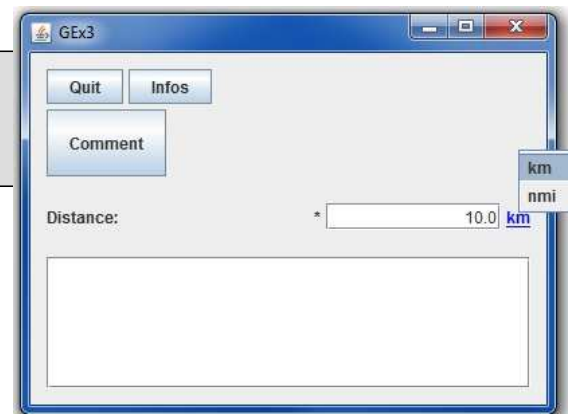 GEx3
Quit Infos
Comment
km
nmi
Distance: * 10.0 km